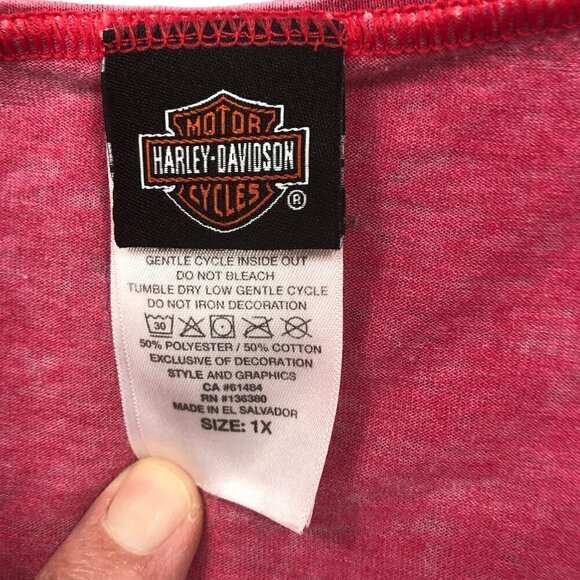 MOTOR
HARLEY-DAVIDSON
CYCLES
®
GENTLE CYCLE INSIDE OUT
DO NOT BLEACH
TUMBLE DRY LOW GENTLE CYCLE
DO NOT IRON DECORATION
30
50% POLYESTER / 50% COTTON
EXCLUSIVE OF DECORATION
STYLE AND GRAPHICS
CA #61484
RN #136380
MADE IN EL SALVADOR
SIZE: 1X